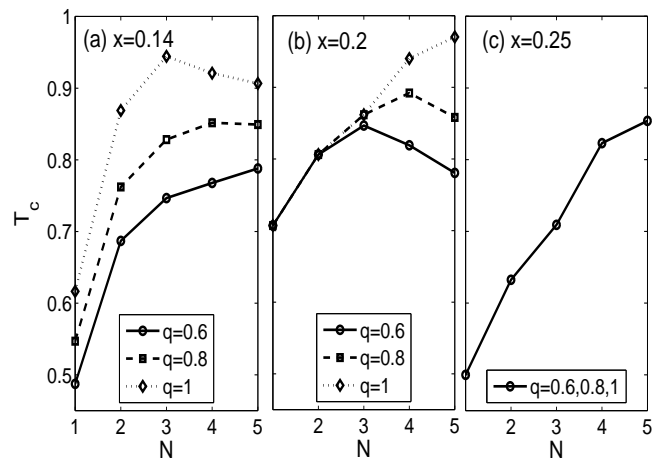 (a) x=0.14
(b) x=0.2
(c) x=0.25
T_c
1
0.9
0.8
0.7
0.6
0.5
q=0.6
q=0.8
q=1
q=0.6
q=0.8
q=1
q=0.6,0.8,1
1 2 3 4 5
2 3 4 5
2 3 4 5
N
N
N